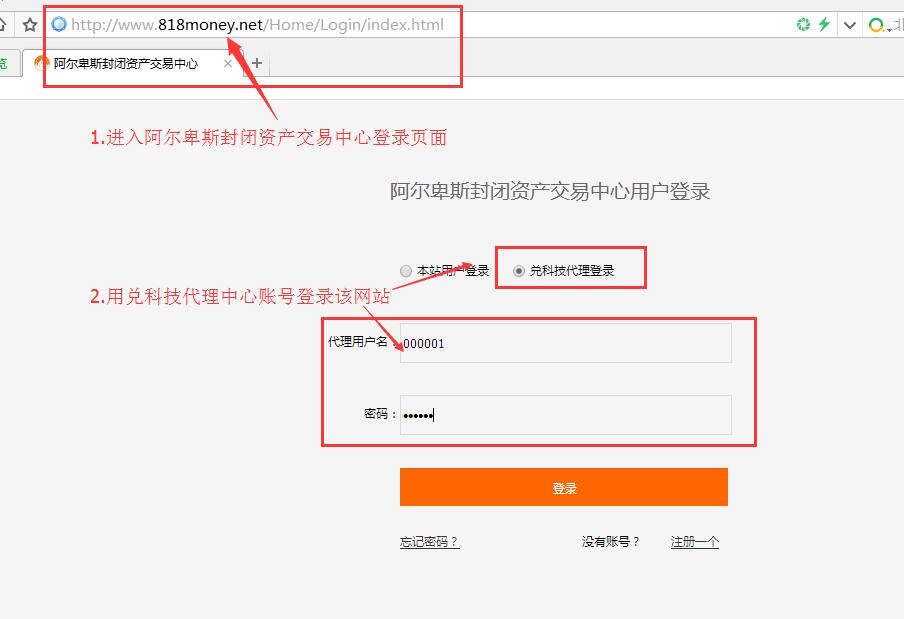 http://www.818money.net/Home/Login/index.html
览
阿尔卑斯封闭资产交易中心
1.进入阿尔卑斯封闭资产交易中心登录页面
阿尔卑斯封闭资产交易中心用户登录
本站用户登录 兑科技代理登录
2.用兑科技代理中心账号登录该网站
代理用户名: 000001
密码: ••••••
登录
忘记密码? 没有账号? 注册一个